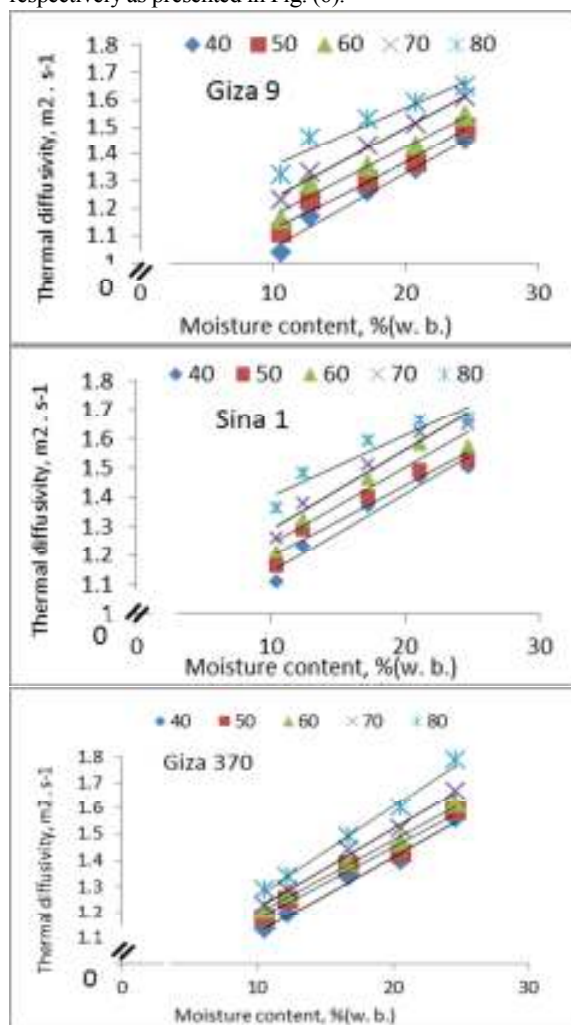 respectively as presented in Fig. (6).
40 50 60 70 80
Giza 9
Thermal diffusivity, m2 . s-1
1.8
1.7
1.6
1.5
1.4
1.3
1.2
1.1
1
0
0 10 20 30
Moisture content, %(w. b.)
40 50 60 70 80
Sina 1
Thermal diffusivity, m2 . s-1
1.8
1.7
1.6
1.5
1.4
1.3
1.2
1.1
1
0
0 10 20 30
Moisture content, %(w. b.)
40 50 60 70 80
Giza 370
Thermal diffusivity, m2 . s-1
1.8
1.7
1.6
1.5
1.4
1.3
1.2
1.1
0
0 10 20 30
Moisture content, %(w. b.)